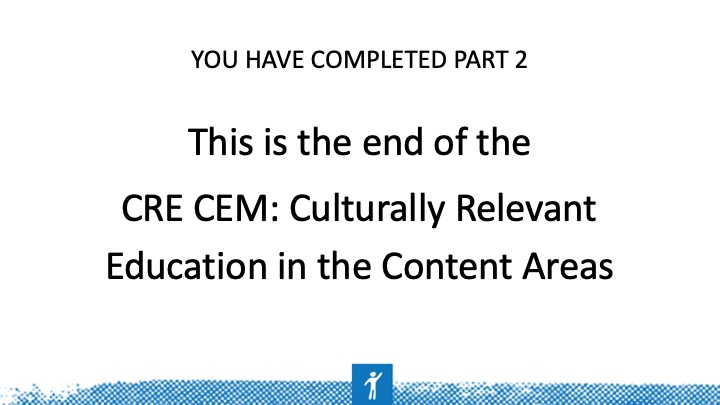 YOU HAVE COMPLETED PART 2
This is the end of the
CRE CEM: Culturally Relevant
Education in the Content Areas